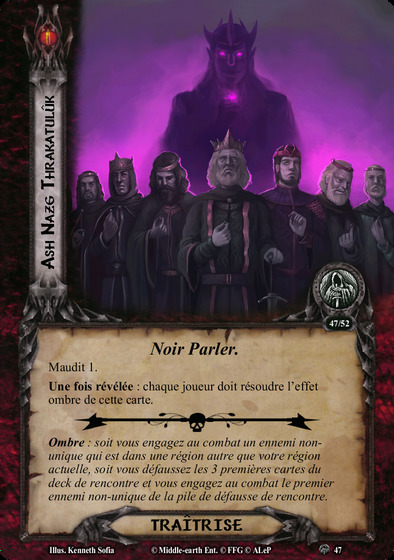 ASH NAZG THRAKATULÛK
47/52
Noir Parler.
Maudit 1.
Une fois révélée : chaque joueur doit résoudre l'effet
ombre de cette carte.
Ombre : soit vous engagez au combat un ennemi non-
unique qui est dans une région autre que votre région
actuelle, soit vous défaussez les 3 premières cartes du
deck de rencontre et vous engagez au combat le premier
ennemi non-unique de la pile de défausse de rencontre.
TRAÎTRISE
Illus. Kenneth Sofia © Middle-earth Ent. © FFG © ALeP 47